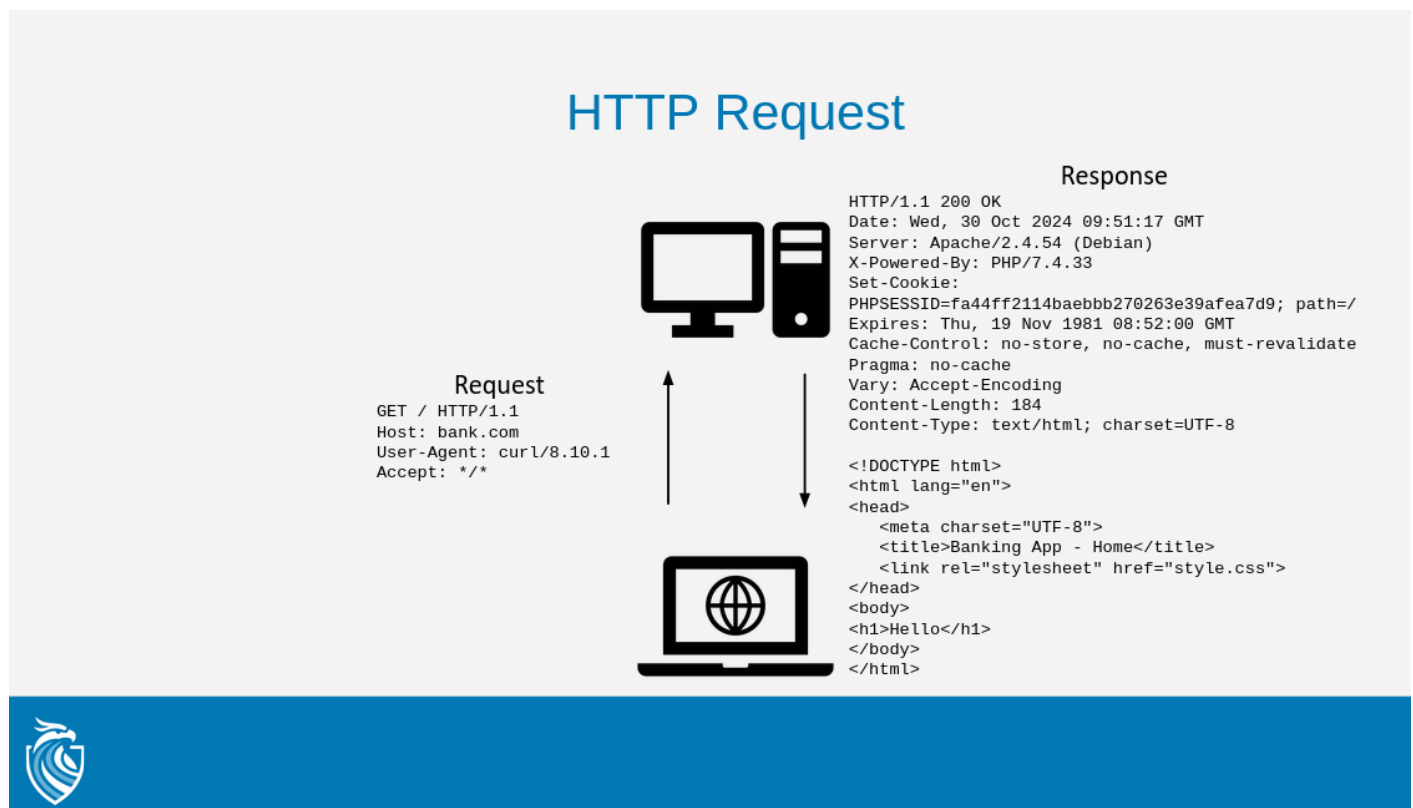 HTTP Request
Request
GET / HTTP/1.1
Host: bank.com
User-Agent: curl/8.10.1
Accept: */*
Response
HTTP/1.1 200 OK
Date: Wed, 30 Oct 2024 09:51:17 GMT
Server: Apache/2.4.54 (Debian)
X-Powered-By: PHP/7.4.33
Set-Cookie:
PHPSESSID=fa44ff2114baebbb270263e39afea7d9; path=/
Expires: Thu, 19 Nov 1981 08:52:00 GMT
Cache-Control: no-store, no-cache, must-revalidate
Pragma: no-cache
Vary: Accept-Encoding
Content-Length: 184
Content-Type: text/html; charset=UTF-8

<!DOCTYPE html>
<html lang="en">
<head>
   <meta charset="UTF-8">
   <title>Banking App - Home</title>
   <link rel="stylesheet" href="style.css">
</head>
<body>
<h1>Hello</h1>
</body>
</html>